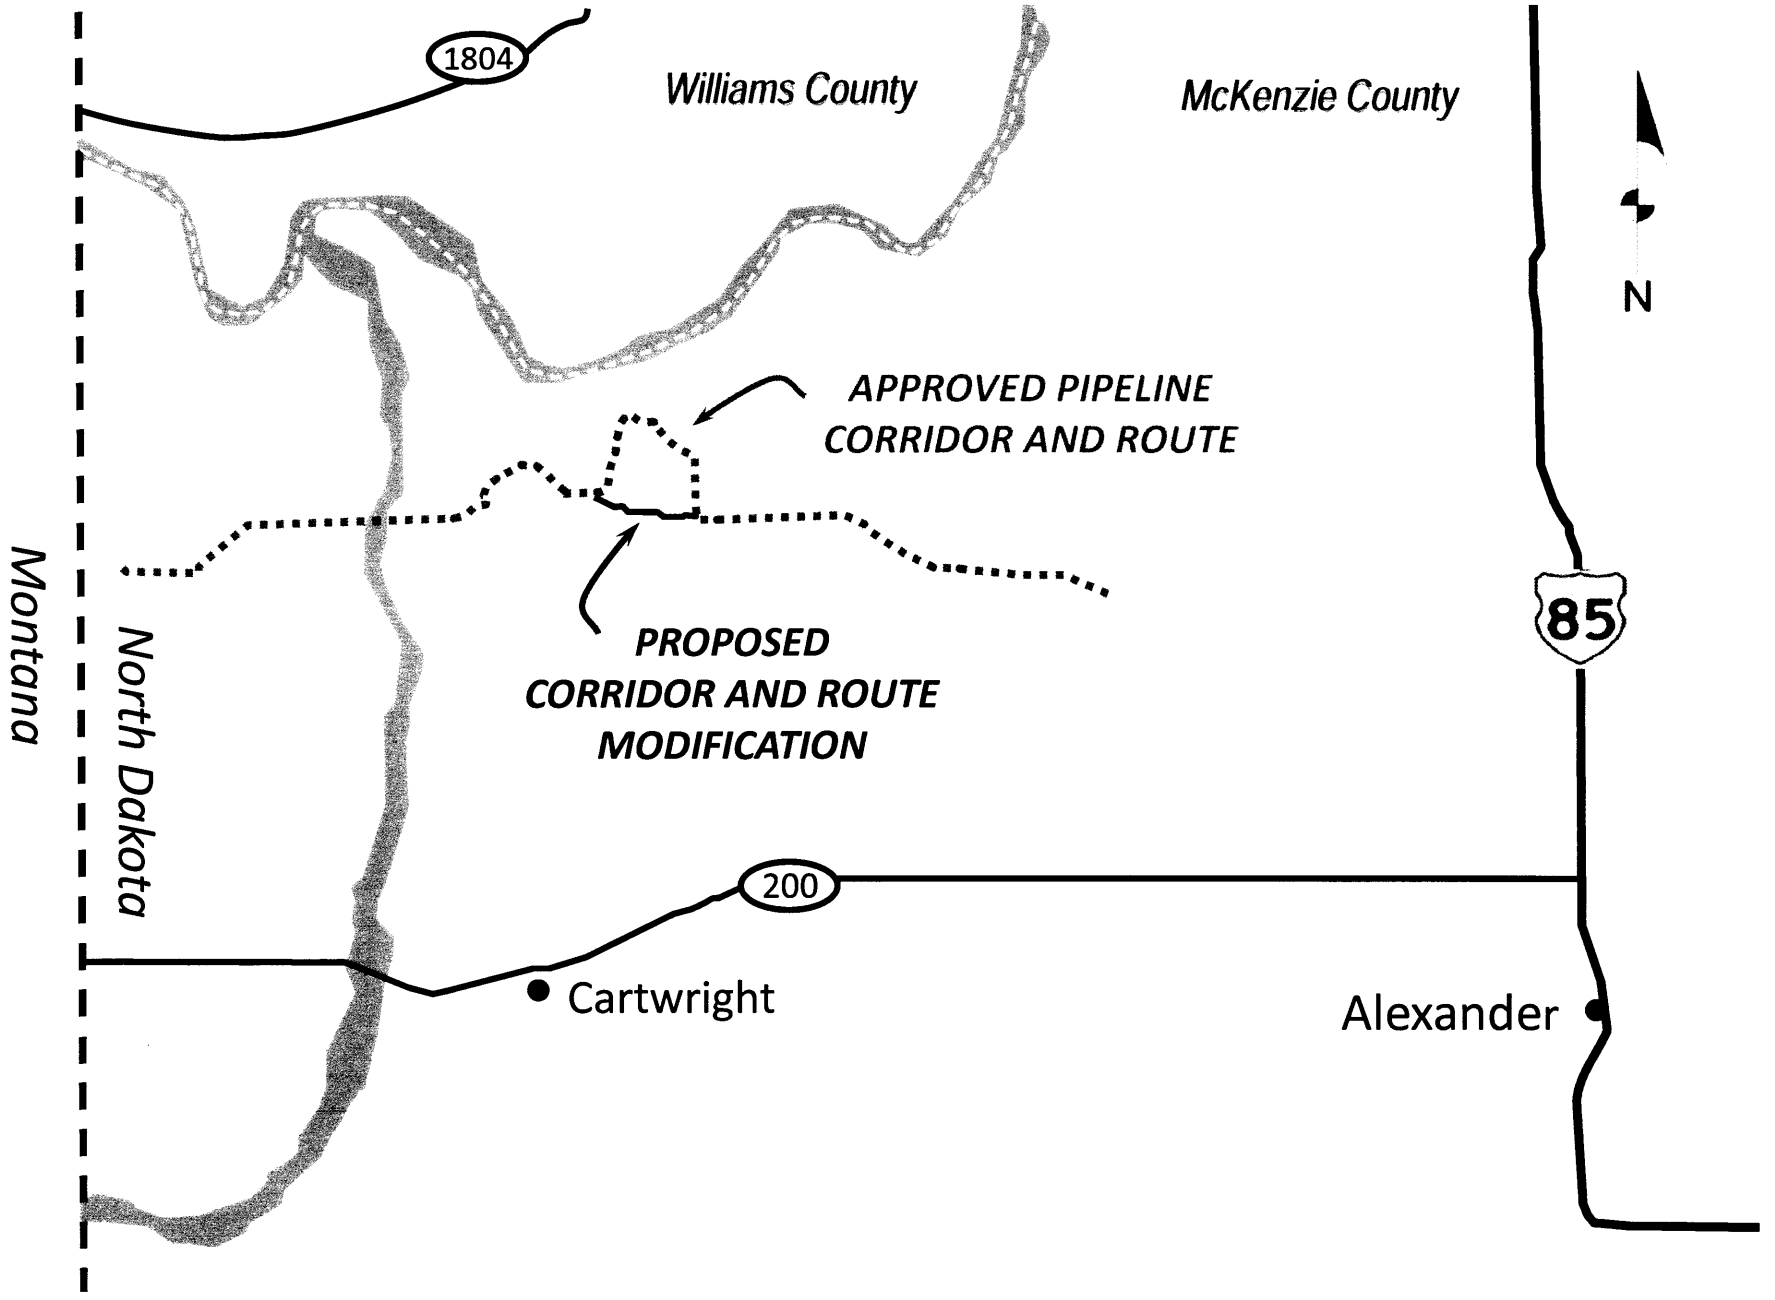 1804
Williams County
McKenzie County
N
APPROVED PIPELINE
CORRIDOR AND ROUTE
85
PROPOSED
CORRIDOR AND ROUTE
MODIFICATION
Montana
North Dakota
200
Cartwright
Alexander